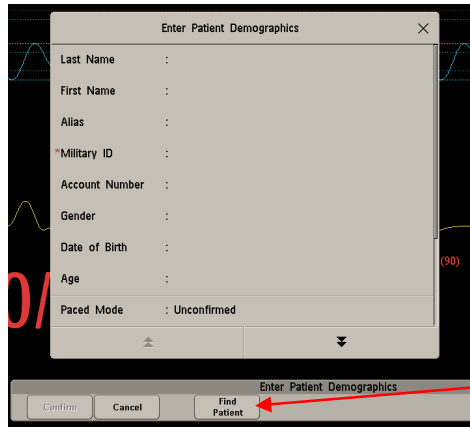 Enter Patient Demographics
Last Name :
First Name :
Alias :
*Military ID :
Account Number :
Gender :
Date of Birth :
Age :
Paced Mode : Unconfirmed
(90)
0/
Enter Patient Demographics
Confirm Cancel Find
Patient